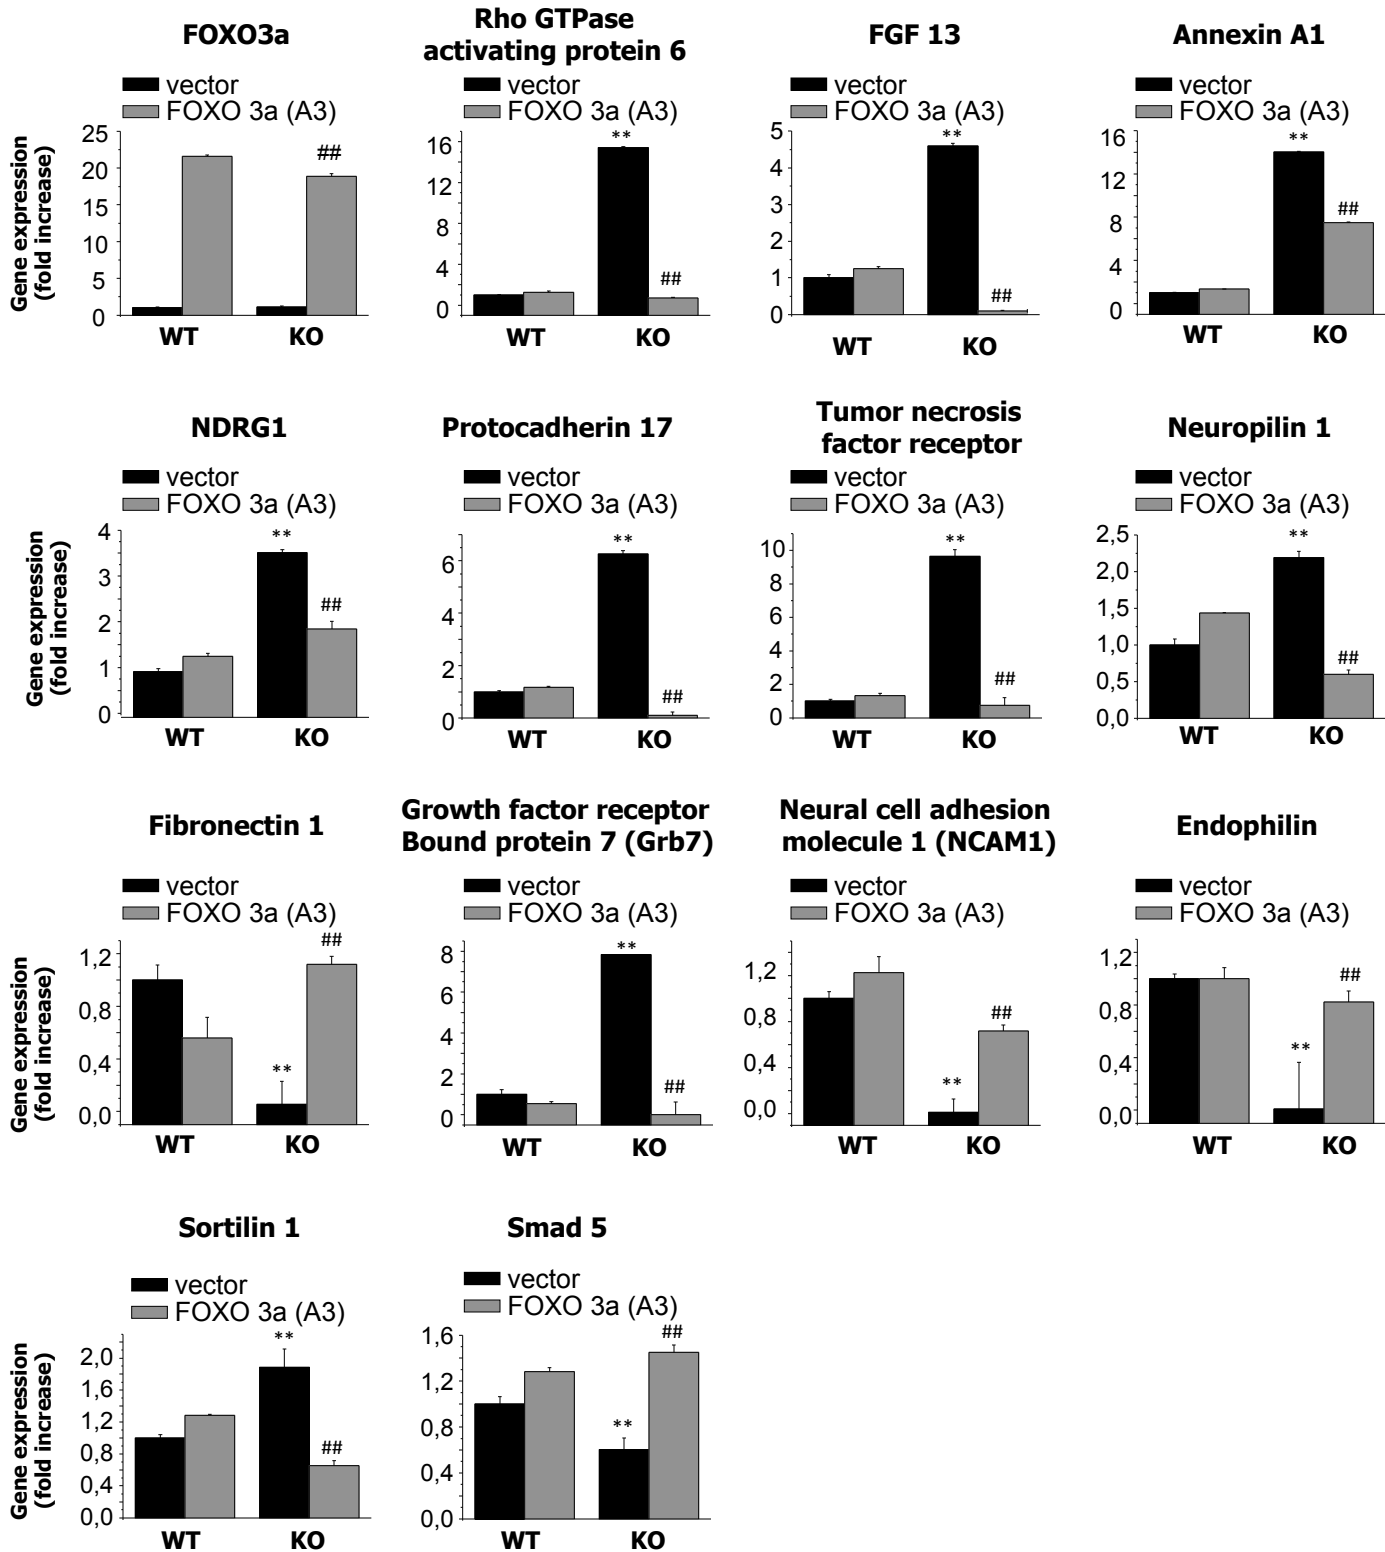 FOXO3a
vector
FOXO 3a (A3)
Gene expression
(fold increase)
25
20
15
10
5
0
##
WT KO
Rho GTPase
activating protein 6
vector
FOXO 3a (A3)
16
12
8
4
0
**
##
WT KO
FGF 13
vector
FOXO 3a (A3)
5
4
3
2
1
0
**
##
WT KO
Annexin A1
vector
FOXO 3a (A3)
16
12
8
4
0
**
##
WT KO
NDRG1
vector
FOXO 3a (A3)
Gene expression
(fold increase)
4
3
2
1
0
**
##
WT KO
Protocadherin 17
vector
FOXO 3a (A3)
6
4
2
0
**
##
WT KO
Tumor necrosis
factor receptor
vector
FOXO 3a (A3)
10
8
6
4
2
0
**
##
WT KO
Neuropilin 1
vector
FOXO 3a (A3)
2,5
2,0
1,5
1,0
0,5
0,0
**
##
WT KO
Fibronectin 1
vector
FOXO 3a (A3)
Gene expression
(fold increase)
1,2
0,8
0,4
0,0
**
##
WT KO
Growth factor receptor
Bound protein 7 (Grb7)
vector
FOXO 3a (A3)
8
6
4
2
0
**
##
WT KO
Neural cell adhesion
molecule 1 (NCAM1)
vector
FOXO 3a (A3)
1,2
0,8
0,4
0,0
**
##
WT KO
Endophilin
vector
FOXO 3a (A3)
1,2
0,8
0,4
0,0
**
##
WT KO
Sortilin 1
vector
FOXO 3a (A3)
Gene expression
(fold increase)
2,0
1,6
1,2
0,8
0,4
0,0
**
##
WT KO
Smad 5
vector
FOXO 3a (A3)
1,6
1,2
0,8
0,4
0,0
**
##
WT KO